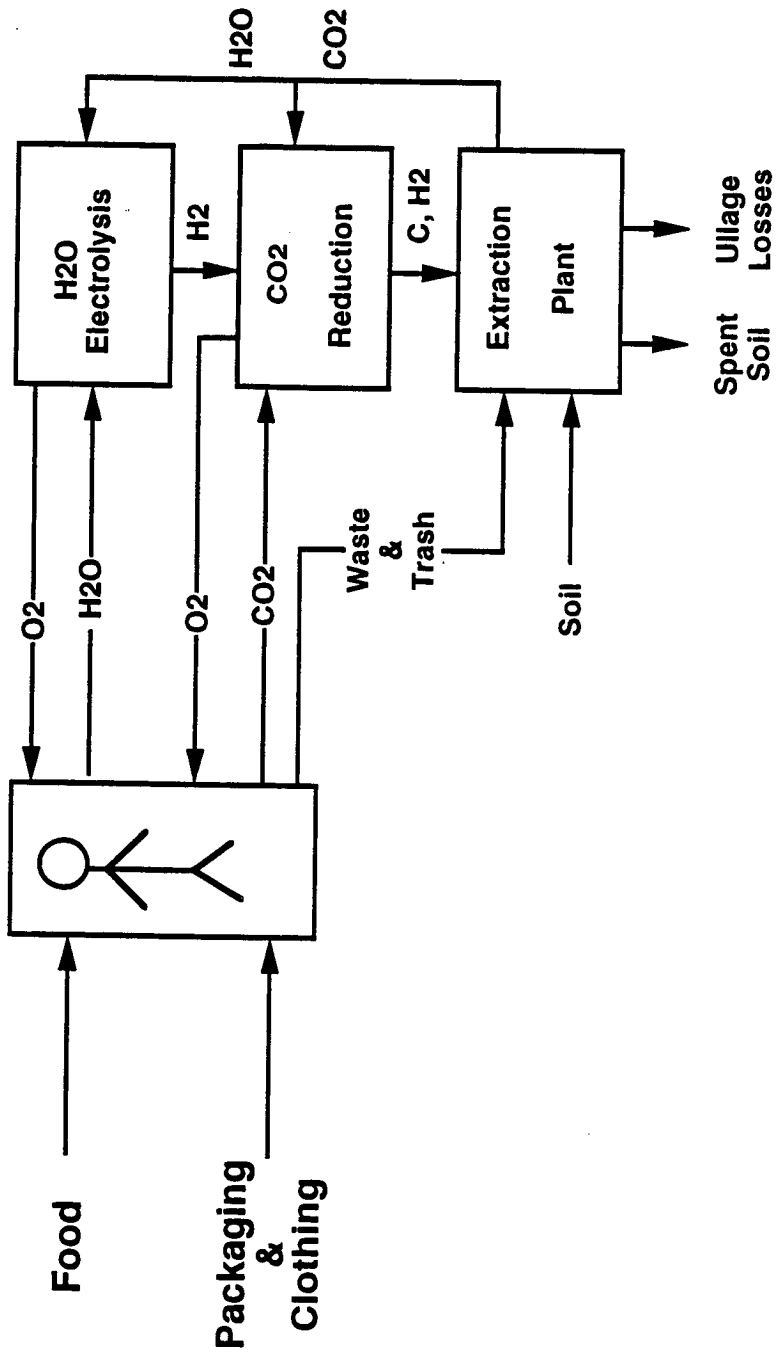 Food
Packaging
&
Clothing
O2
H2O
O2
CO2
Waste
&
Trash
Soil
H2O
Electrolysis
H2
CO2
Reduction
C, H2
Extraction
Plant
H2O
CO2
Spent
Soil
Ullage
Losses